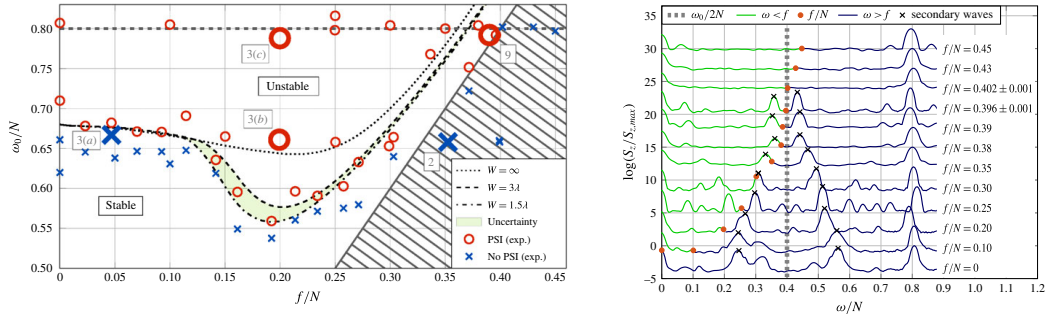 0.80
0.75
0.70
0.65
0.60
0.55
0.50
ω₀/N
0
0.05
0.10
0.15
0.20
0.25
0.30
0.35
0.40
0.45
f/N
3(c)
9
Unstable
3(a)
3(b)
2
Stable
W = ∞
W = 3λ
W = 1.5λ
Uncertainty
PSI (exp.)
No PSI (exp.)
ω₀/2N
ω < f
f/N
ω > f
secondary waves
40
35
30
25
20
15
10
5
0
−5
log(S_z/S_{z,max})
f/N = 0.45
f/N = 0.43
f/N = 0.402 ± 0.001
f/N = 0.396 ± 0.001
f/N = 0.39
f/N = 0.38
f/N = 0.35
f/N = 0.30
f/N = 0.25
f/N = 0.20
f/N = 0.10
f/N = 0
0
0.1
0.2
0.3
0.4
0.5
0.6
0.7
0.8
0.9
1.0
1.1
1.2
ω/N